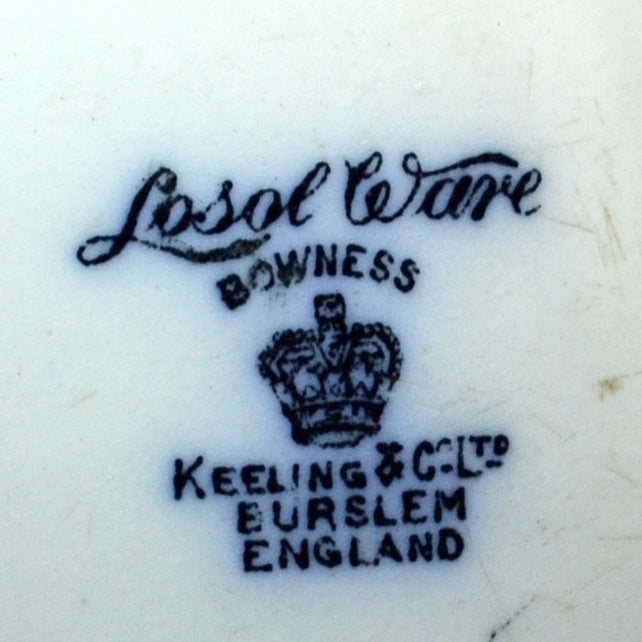 Losol Ware
BOWNESS
KEELING & Co. LTD
BURSLEM
ENGLAND